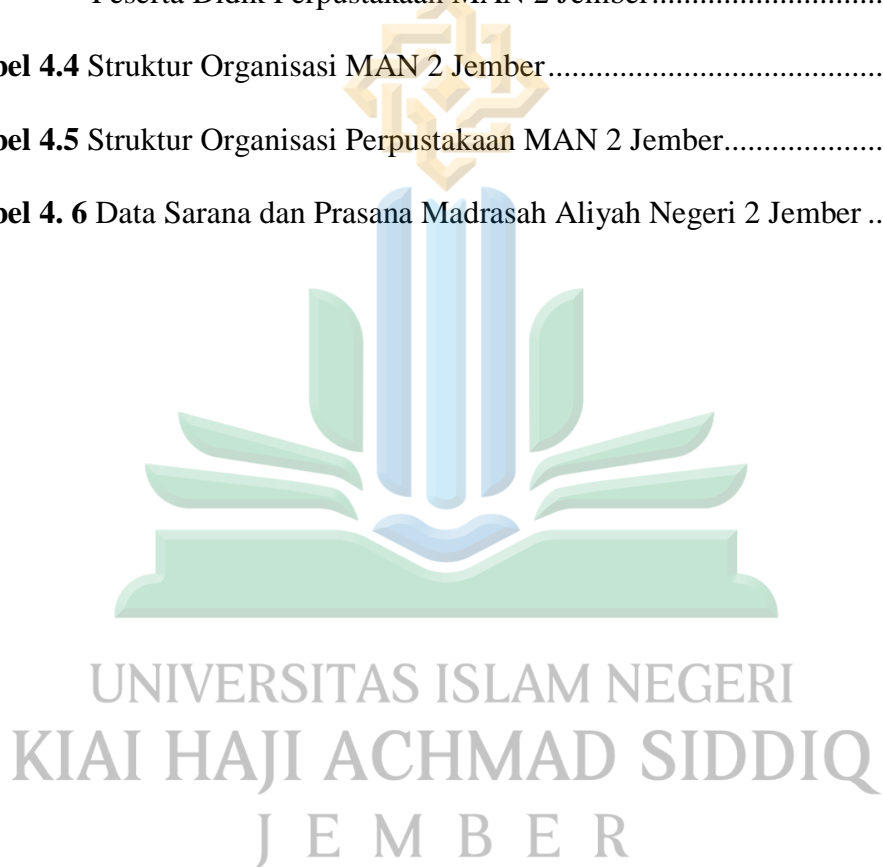 Peserta Didik Perpustakaan MAN 2 Jember..............................
bel 4.4 Struktur Organisasi MAN 2 Jember...................................
bel 4.5 Struktur Organisasi Perpustakaan MAN 2 Jember.................
bel 4. 6 Data Sarana dan Prasana Madrasah Aliyah Negeri 2 Jember ..
UNIVERSITAS ISLAM NEGERI
KIAI HAJI ACHMAD SIDDIQ
J E M B E R